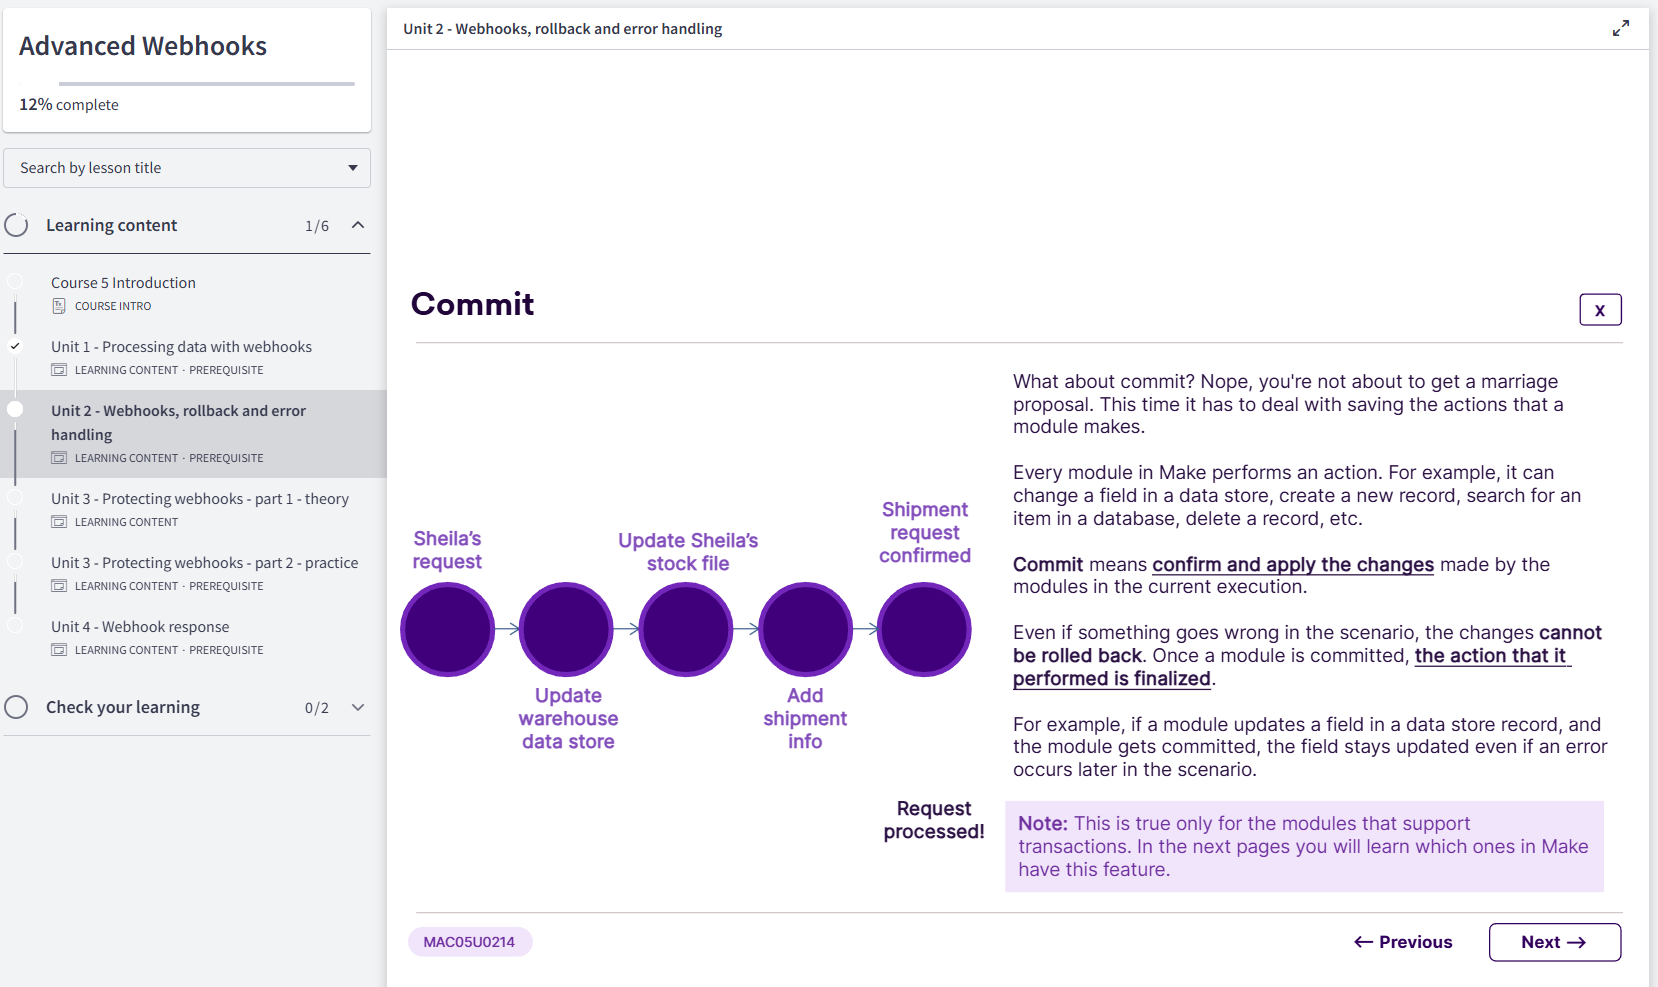 Advanced Webhooks
12% complete
Search by lesson title
Learning content 1/6
Course 5 Introduction
COURSE INTRO
Unit 1 - Processing data with webhooks
LEARNING CONTENT · PREREQUISITE
Unit 2 - Webhooks, rollback and error
handling
LEARNING CONTENT · PREREQUISITE
Unit 3 - Protecting webhooks - part 1 - theory
LEARNING CONTENT
Unit 3 - Protecting webhooks - part 2 - practice
LEARNING CONTENT · PREREQUISITE
Unit 4 - Webhook response
LEARNING CONTENT · PREREQUISITE
Check your learning 0/2
Unit 2 - Webhooks, rollback and error handling
Commit
X
Sheila's
request
Update
warehouse
data store
Update Sheila's
stock file
Add
shipment
info
Shipment
request
confirmed
Request
processed!
What about commit? Nope, you're not about to get a marriage
proposal. This time it has to deal with saving the actions that a
module makes.
Every module in Make performs an action. For example, it can
change a field in a data store, create a new record, search for an
item in a database, delete a record, etc.
Commit means confirm and apply the changes made by the
modules in the current execution.
Even if something goes wrong in the scenario, the changes cannot
be rolled back. Once a module is committed, the action that it
performed is finalized.
For example, if a module updates a field in a data store record, and
the module gets committed, the field stays updated even if an error
occurs later in the scenario.
Note: This is true only for the modules that support
transactions. In the next pages you will learn which ones in Make
have this feature.
MAC05U0214
← Previous
Next →